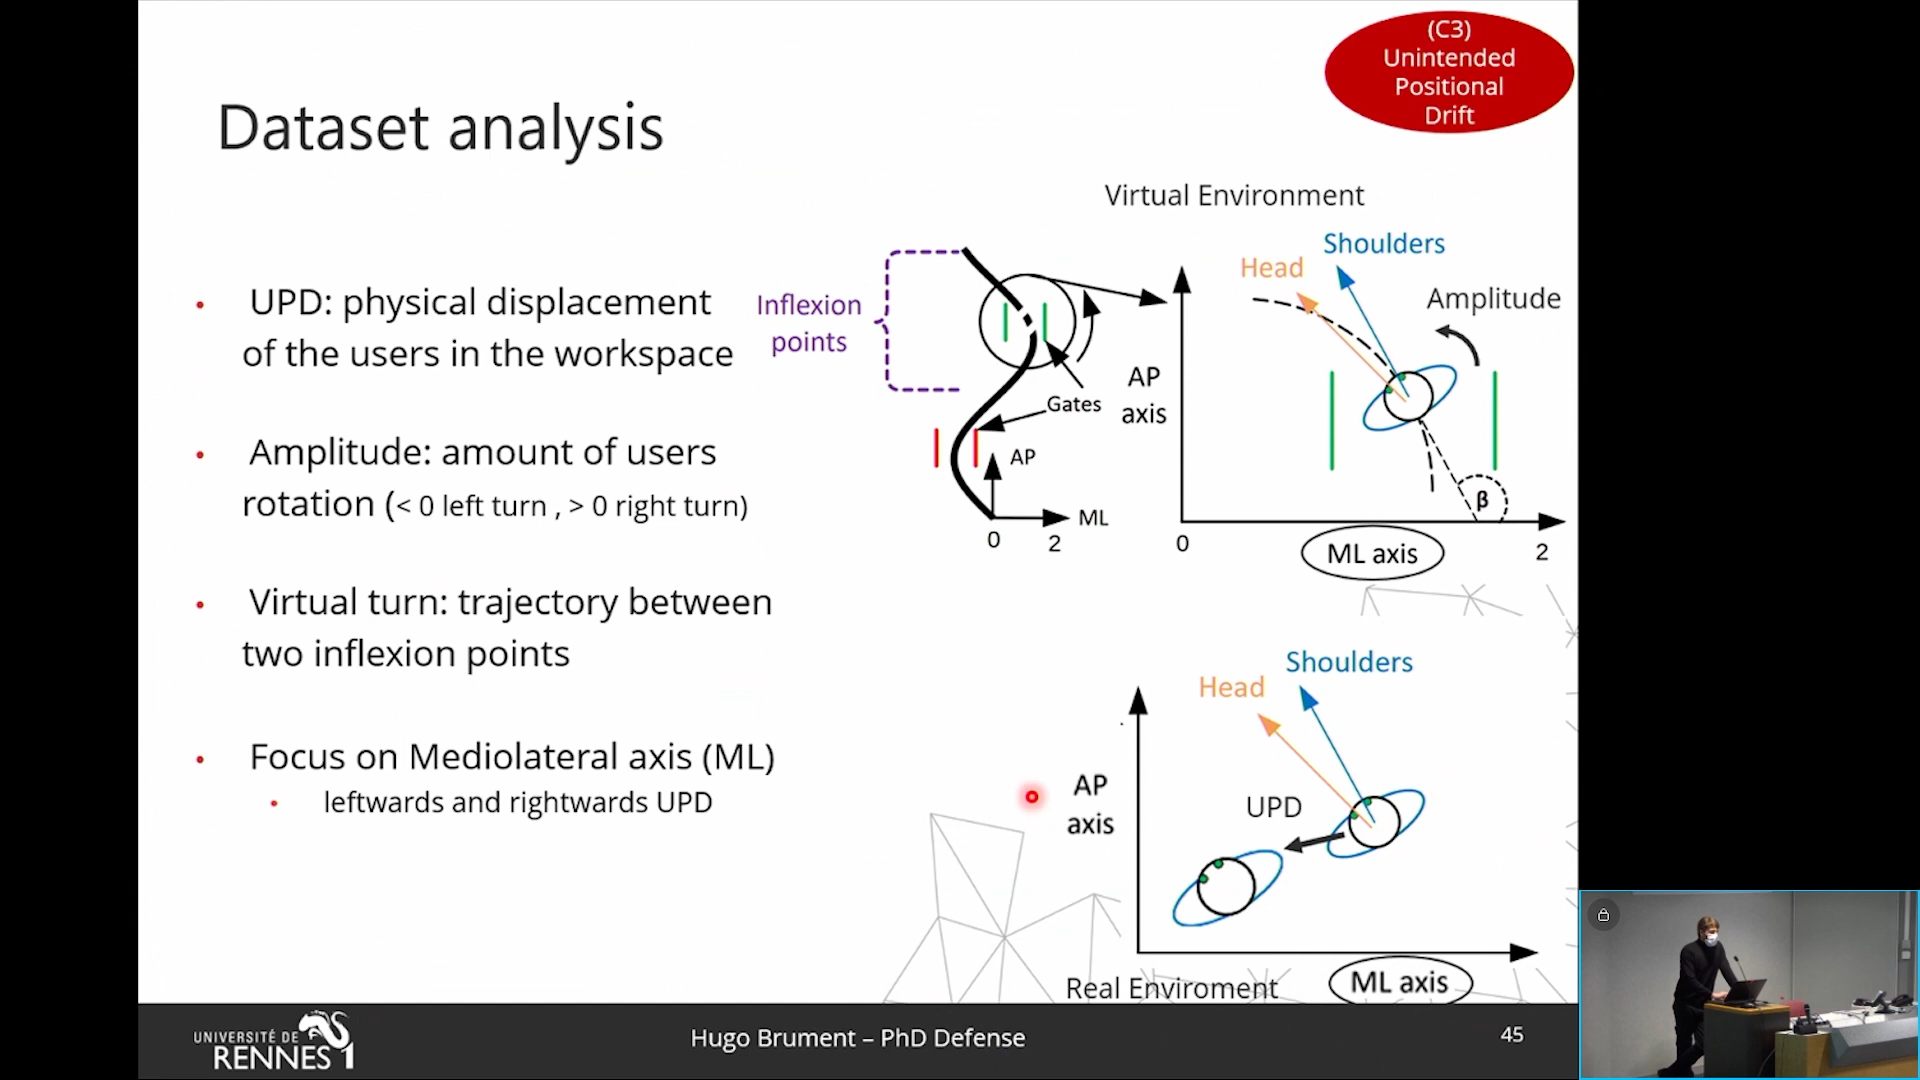 (C3)
Unintended
Positional
Drift
Dataset analysis
UPD: physical displacement
of the users in the workspace
Amplitude: amount of users
rotation (< 0 left turn , > 0 right turn)
Virtual turn: trajectory between
two inflexion points
Focus on Mediolateral axis (ML)
leftwards and rightwards UPD
Virtual Environment
Inflexion
points
Gates
AP
ML
0
2
Shoulders
Head
Amplitude
AP
axis
β
0
ML axis
2
Shoulders
Head
AP
axis
UPD
Real Enviroment
ML axis
UNIVERSITÉ DE
RENNES 1
Hugo Brument – PhD Defense
45